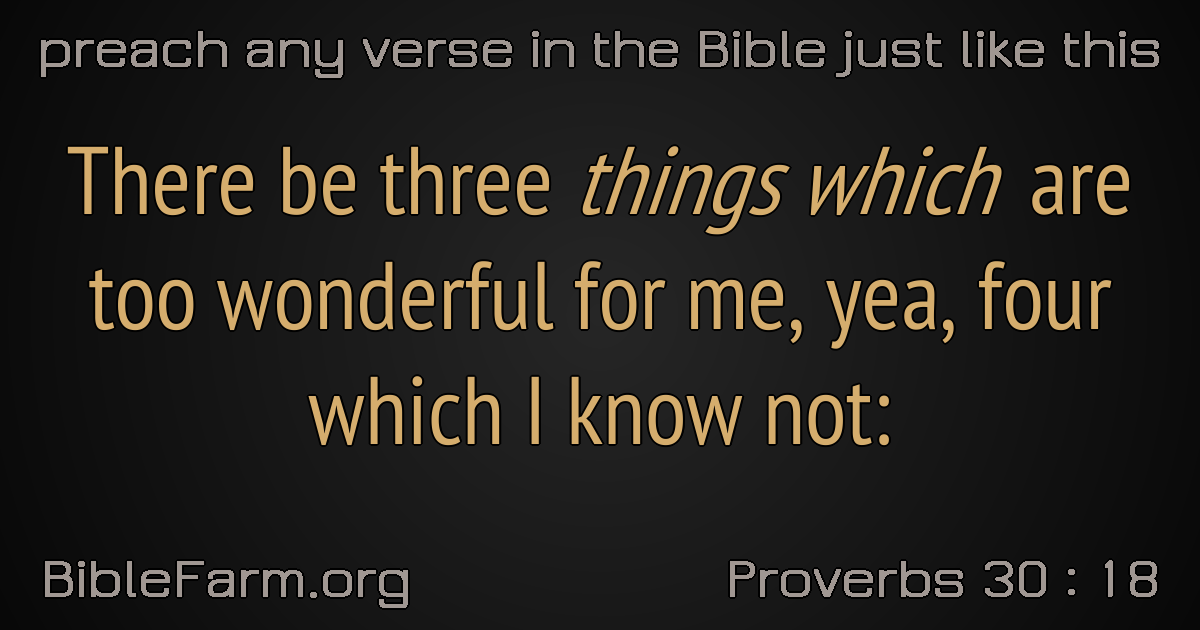 preach any verse in the Bible just like this
There be three things which are
too wonderful for me, yea, four
which I know not:
BibleFarm.org
Proverbs 30 : 18